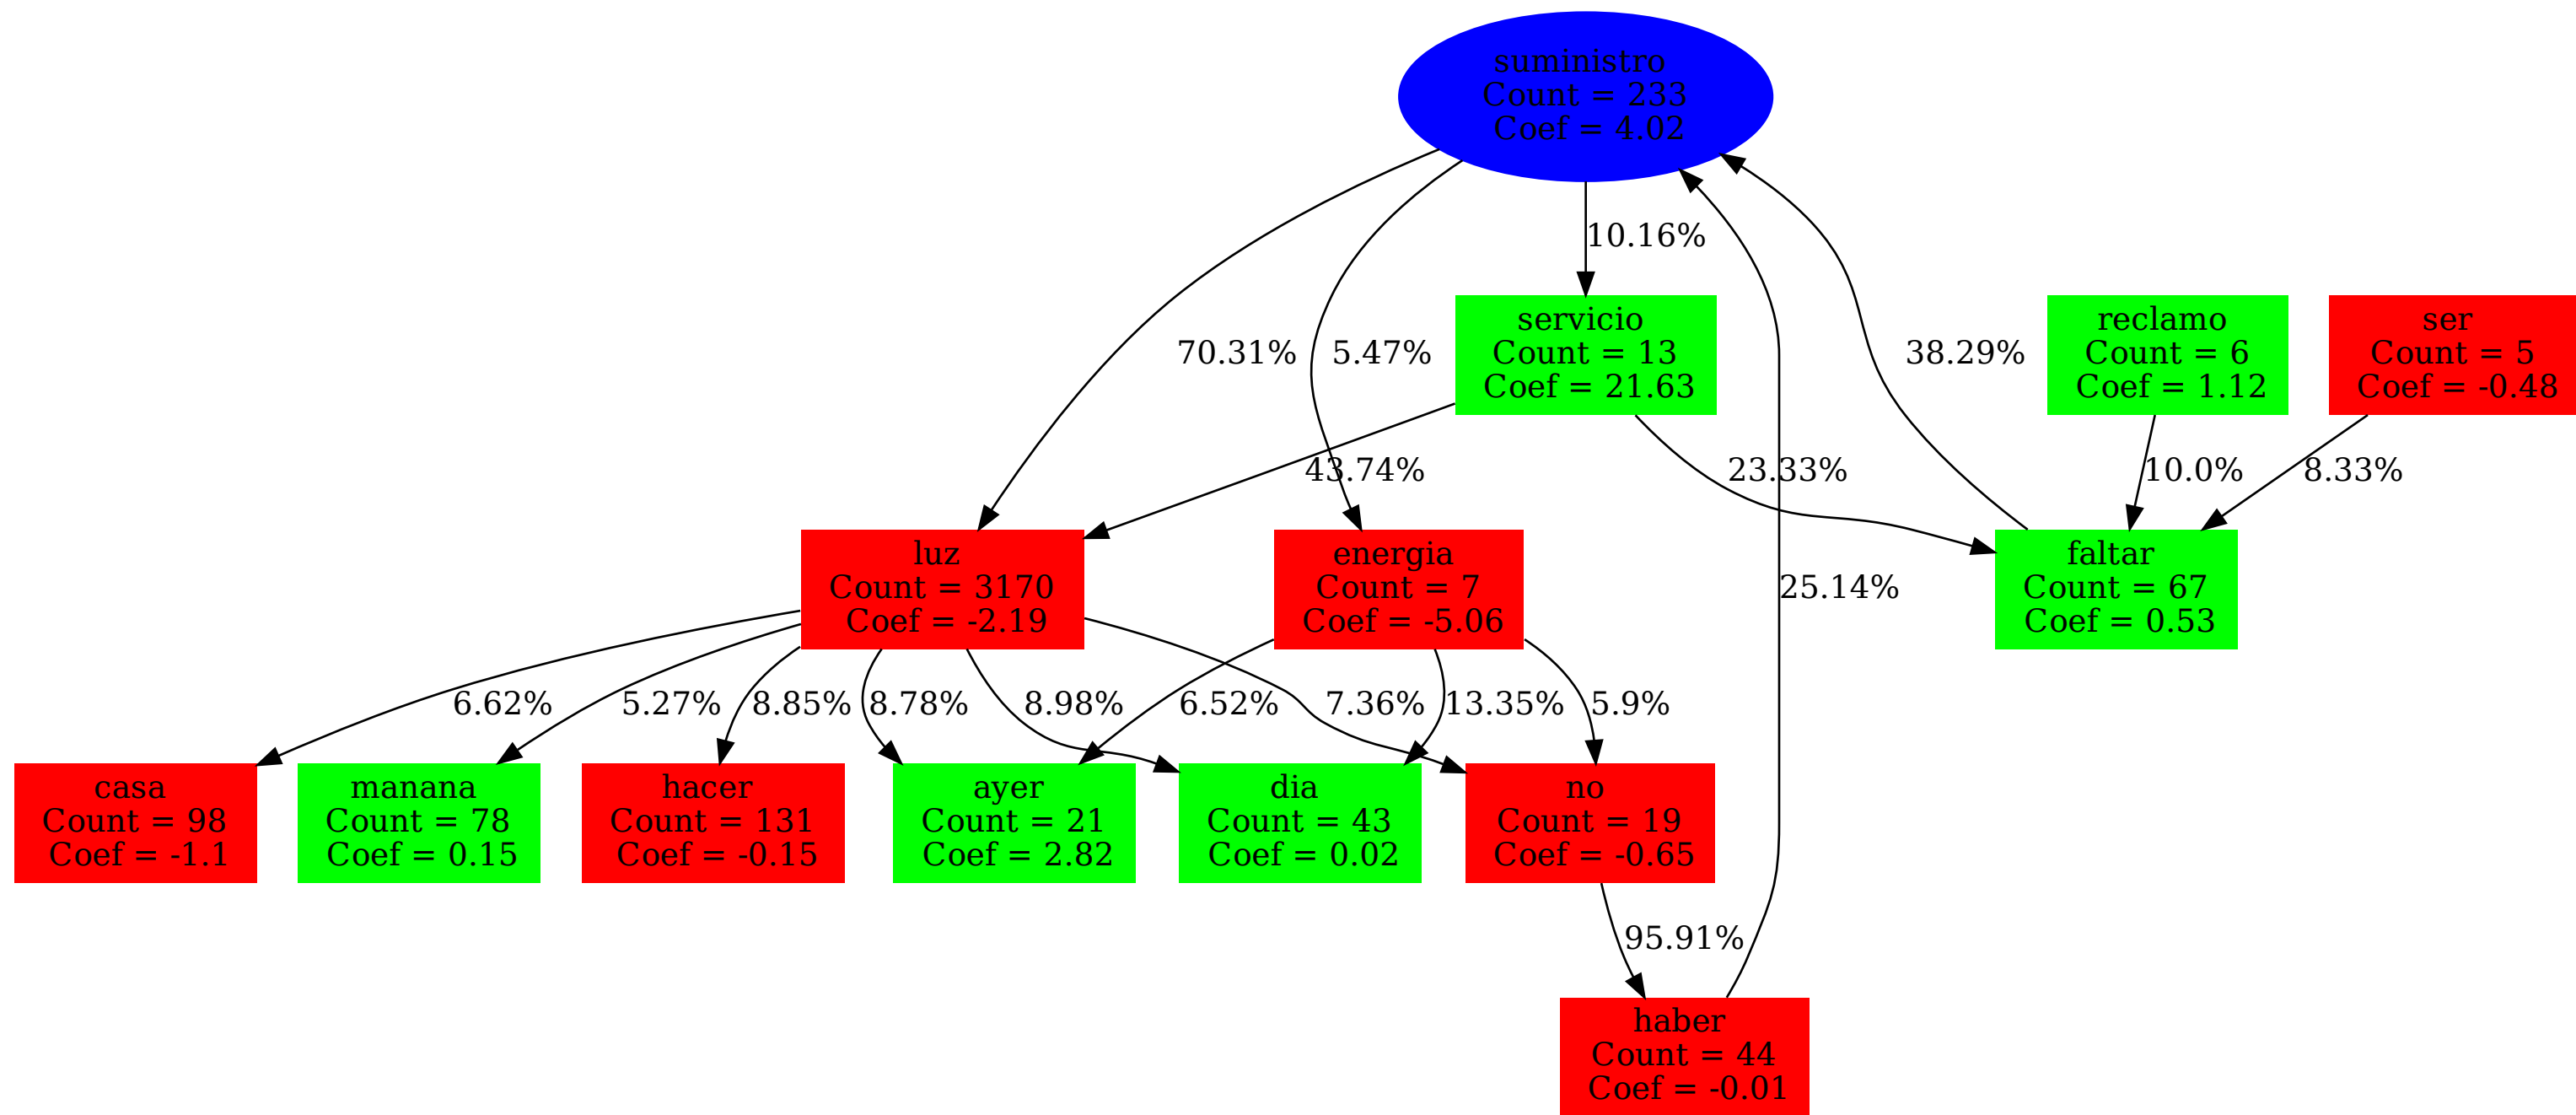 suministro
Count = 233
Coef = 4.02
10.16%
servicio
Count = 13
Coef = 21.63
reclamo
Count = 6
Coef = 1.12
ser
Count = 5
Coef = -0.48
70.31%
5.47%
38.29%
43.74%
23.33%
10.0%
8.33%
luz
Count = 3170
Coef = -2.19
energia
Count = 7
Coef = -5.06
25.14%
faltar
Count = 67
Coef = 0.53
6.62%
5.27%
8.85%
8.78%
8.98%
6.52%
7.36%
13.35%
5.9%
casa
Count = 98
Coef = -1.1
manana
Count = 78
Coef = 0.15
hacer
Count = 131
Coef = -0.15
ayer
Count = 21
Coef = 2.82
dia
Count = 43
Coef = 0.02
no
Count = 19
Coef = -0.65
95.91%
haber
Count = 44
Coef = -0.01